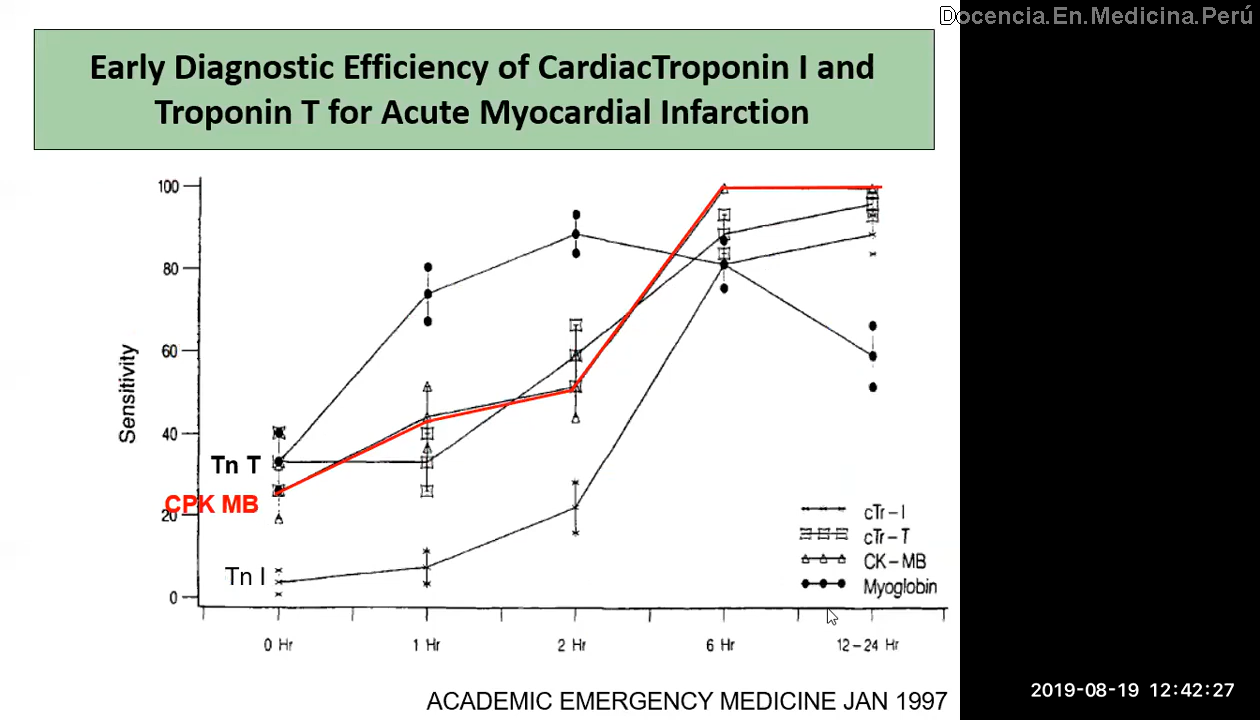 Docencia.En.Medicina.Perú
Early Diagnostic Efficiency of CardiacTroponin I and
Troponin T for Acute Myocardial Infarction
100
80
60
40
20
0
Sensitivity
Tn T
CPK MB
Tn I
cTr-I
cTr-T
CK-MB
Myoglobin
0 Hr 1 Hr 2 Hr 6 Hr 12-24 Hr
ACADEMIC EMERGENCY MEDICINE JAN 1997
2019-08-19 12:42:27